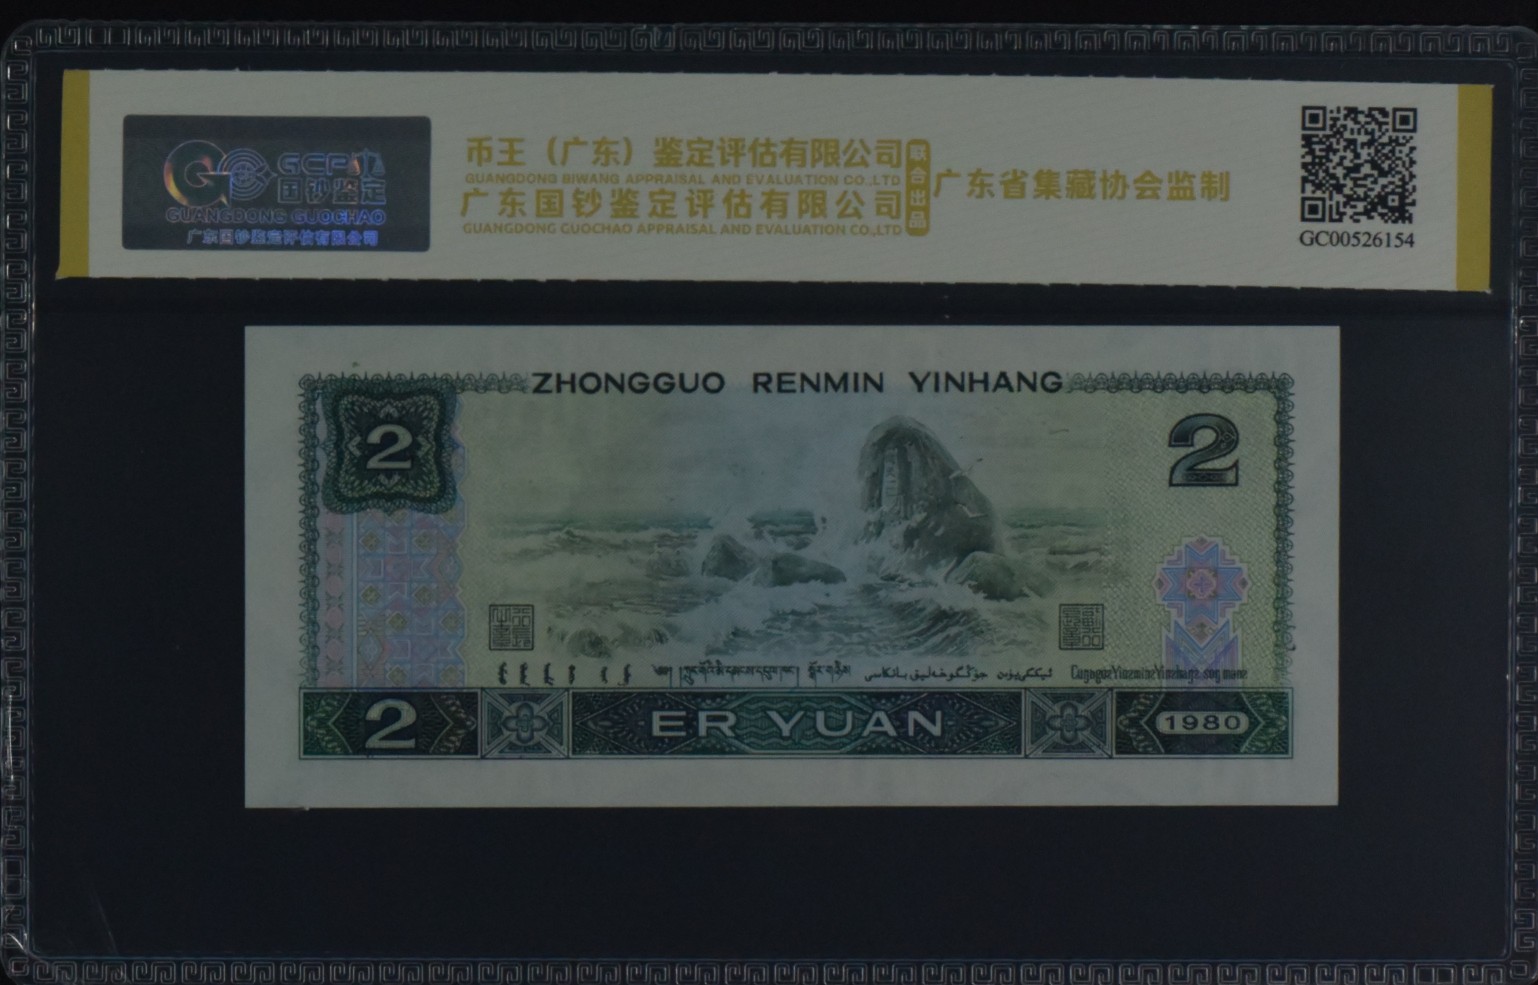 GCP
国钞鉴定
GUANGDONG GUOCHAO
广东国钞鉴定评估有限公司
币王（广东）鉴定评估有限公司
GUANGDONG BIWANG APPRAISAL AND EVALUATION CO.,LTD
广东国钞鉴定评估有限公司
GUANGDONG GUOCHAO APPRAISAL AND EVALUATION CO.,LTD
联合出品
广东省集藏协会监制
GC00526154
ZHONGGUO RENMIN YINHANG
2
2
2
ER YUAN
1980